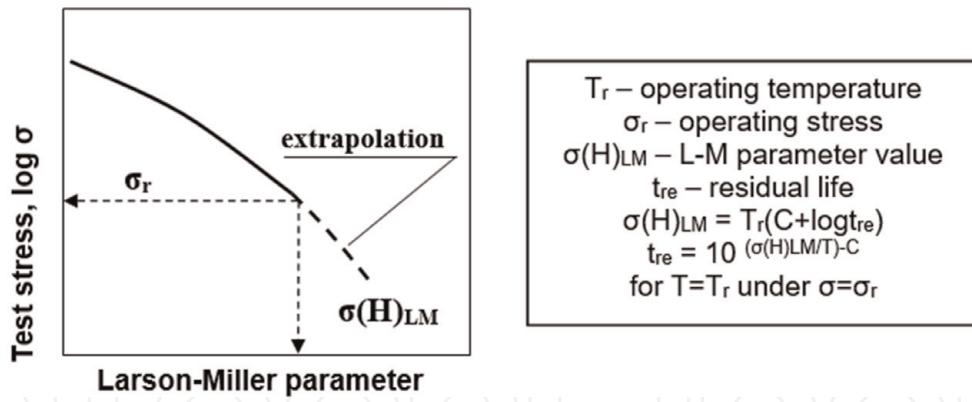 Test stress, log σ
extrapolation
σᵣ
σ(H)LM
Larson-Miller parameter
Tᵣ – operating temperature
σᵣ – operating stress
σ(H)LM – L-M parameter value
tre – residual life
σ(H)LM = Tᵣ(C+logtre)
tre = 10 (σ(H)LM/T)-C
for T=Tᵣ under σ=σᵣ